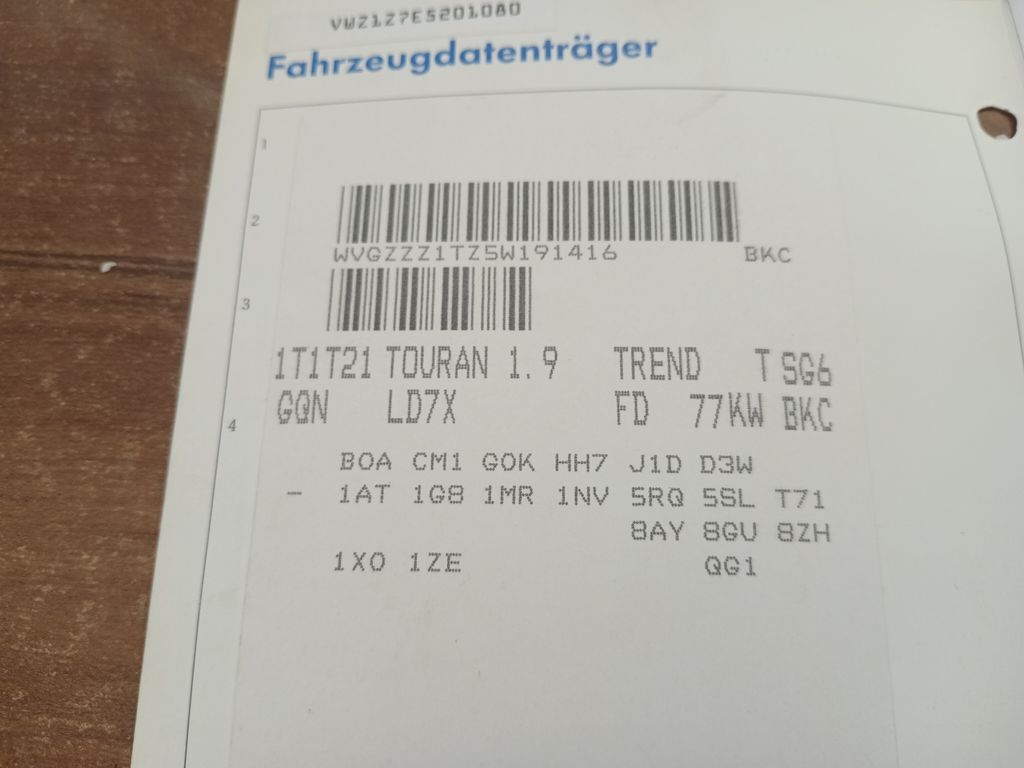 VWZ1Z7E5201080
Fahrzeugdatenträger
1
2
WVGZZZ1TZ5W191416 BKC
3
1T1T21 TOURAN 1.9 TREND T SG6
GQN LD7X FD 77KW BKC
4
B0A CM1 G0K HH7 J1D D3W
- 1AT 1G8 1MR 1NV 5RQ 5SL T71
8AY 8GU 8ZH
1X0 1ZE QG1